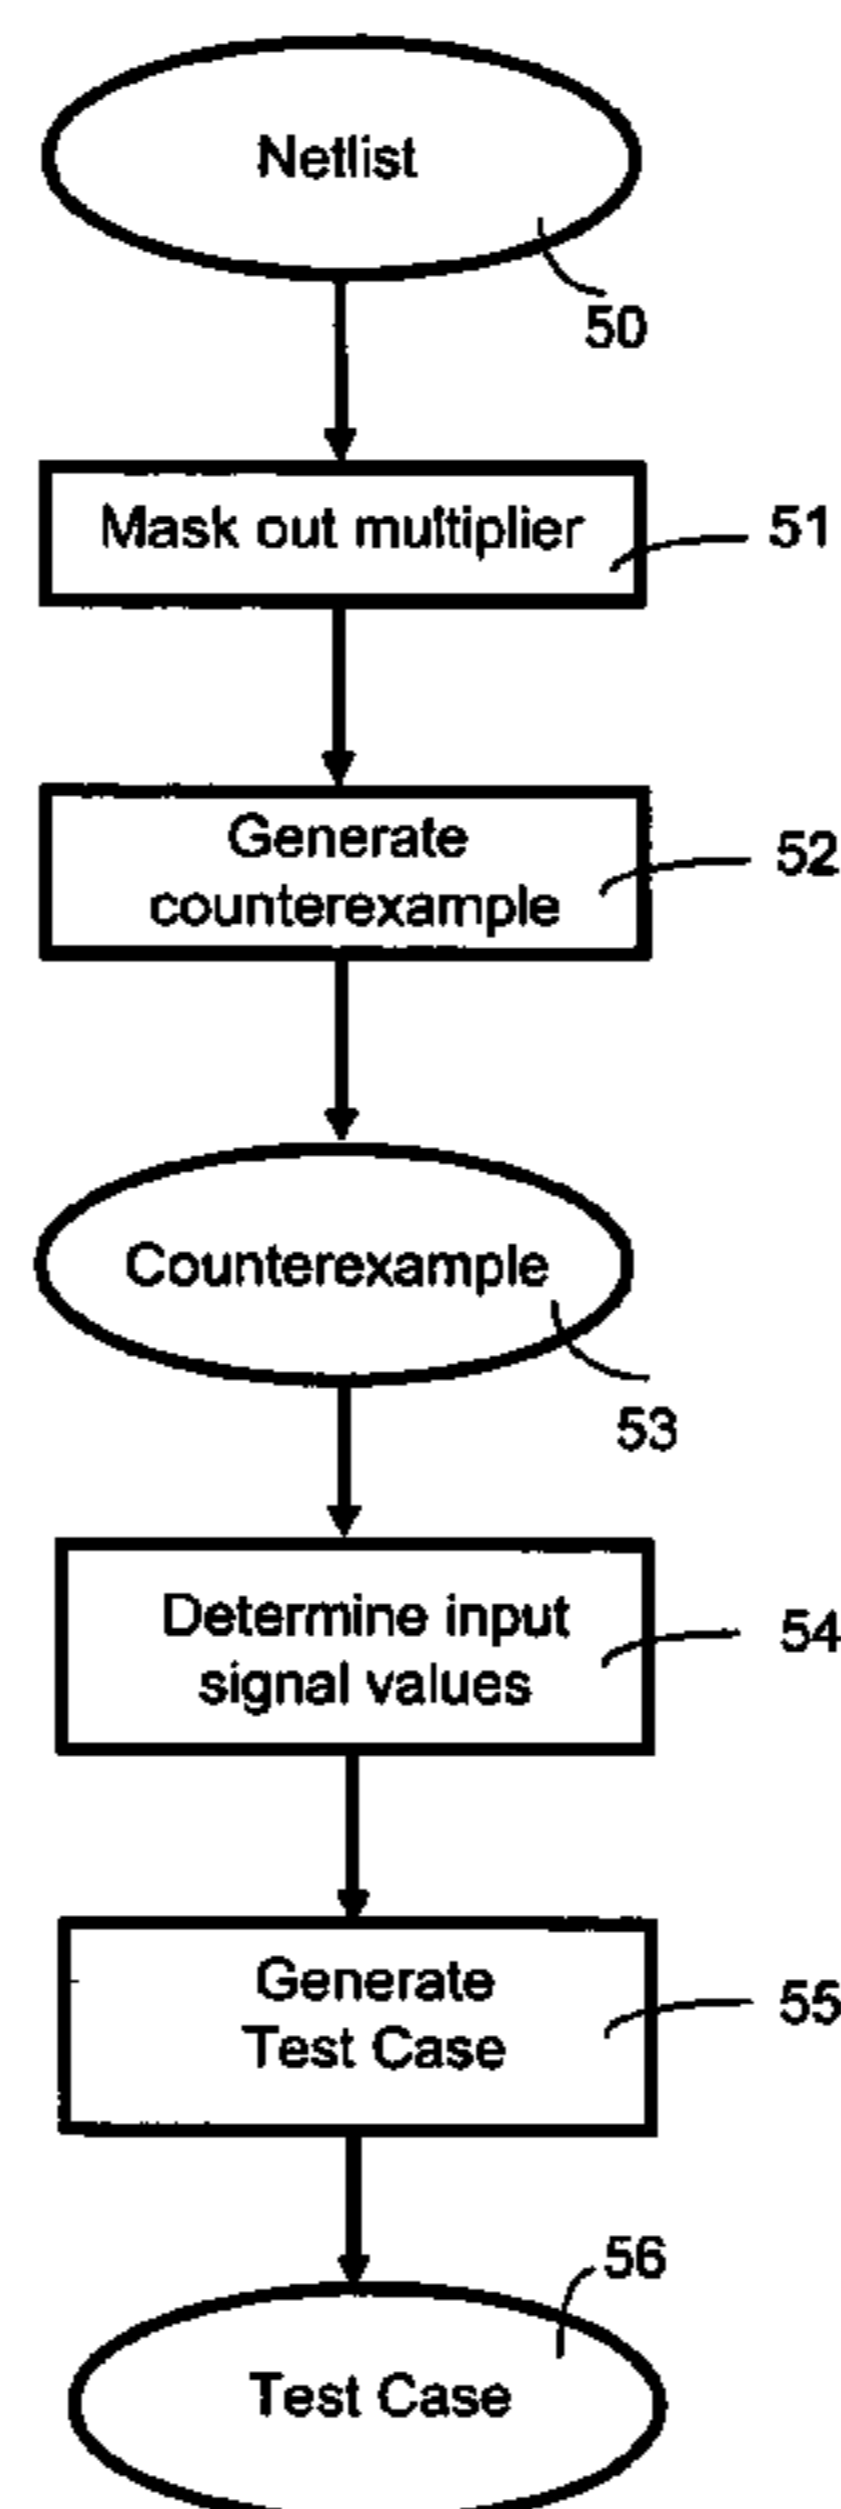 Netlist
50
Mask out multiplier
51
Generate
counterexample
52
Counterexample
53
Determine input
signal values
54
Generate
Test Case
55
56
Test Case